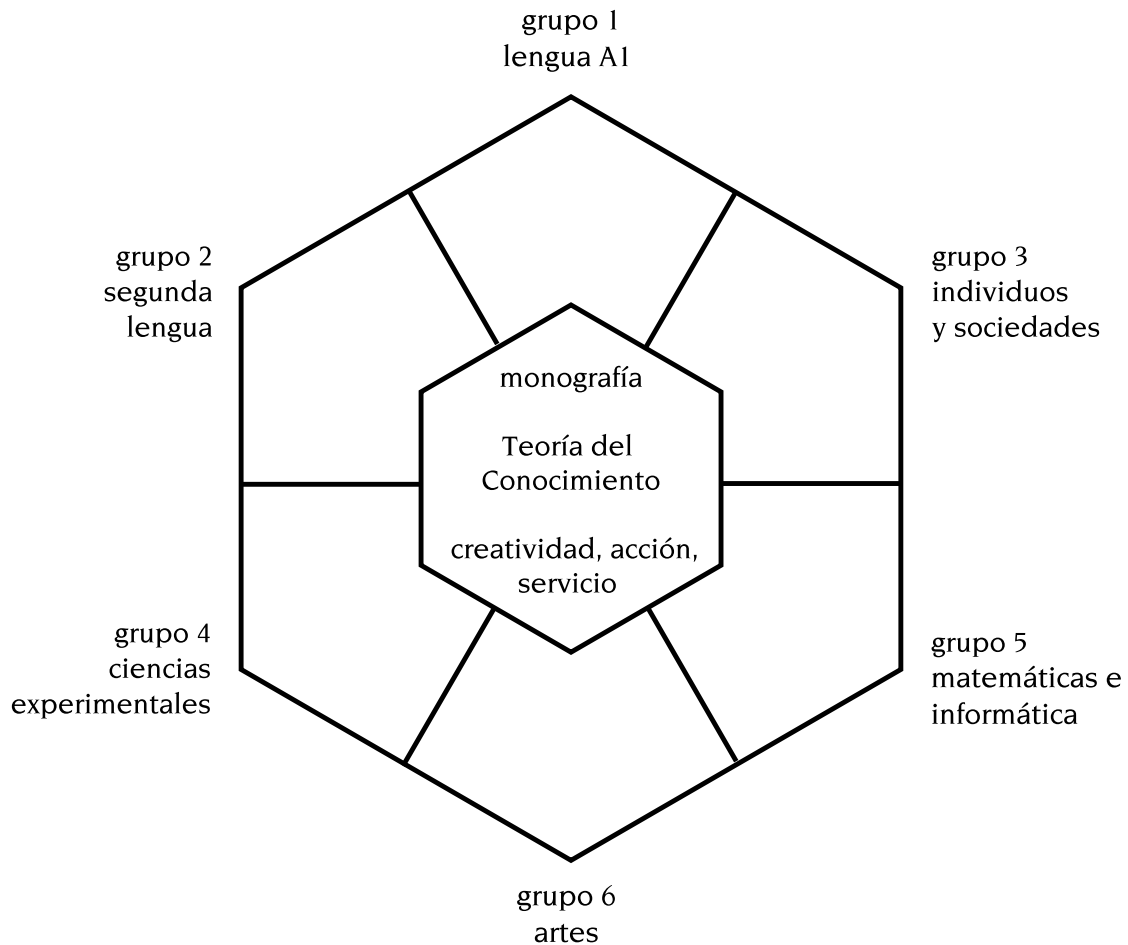 grupo 1
lengua A1
grupo 2
segunda
lengua
grupo 3
individuos
y sociedades
monografía
Teoría del
Conocimiento
creatividad, acción,
servicio
grupo 4
ciencias
experimentales
grupo 5
matemáticas e
informática
grupo 6
artes